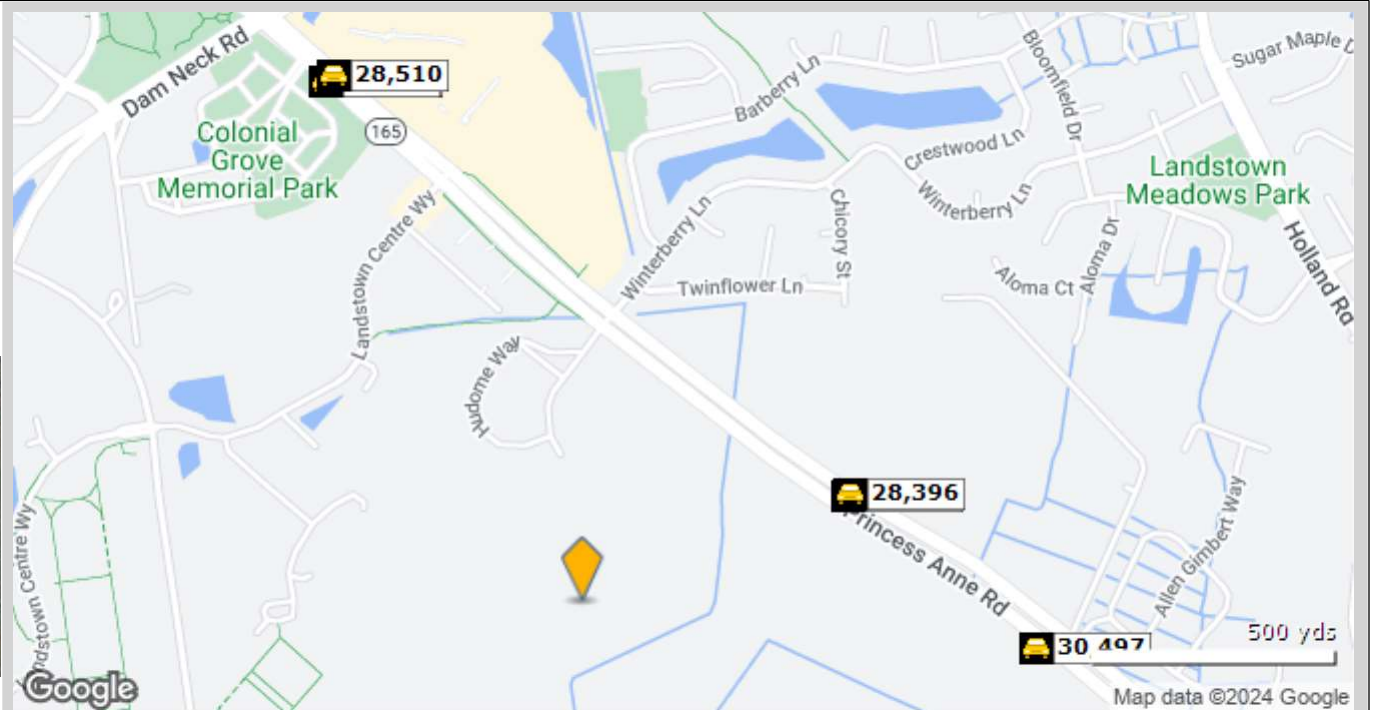 Dam Neck Rd
28,510
165
Colonial
Grove
Memorial Park
Landstown Centre Wy
Barberry Ln
Bloomfield Dr
Sugar Maple D
Crestwood Ln
Winterberry Ln
Landstown
Meadows Park
Winterberry Ln
Chicory St
Twinflower Ln
Aloma Ct
Aloma Dr
Holland Rd
Hudome Way
28,396
Princess Anne Rd
Allen Gimbert Way
Landstown Centre Wy
30,497
500 yds
Google
Map data ©2024 Google